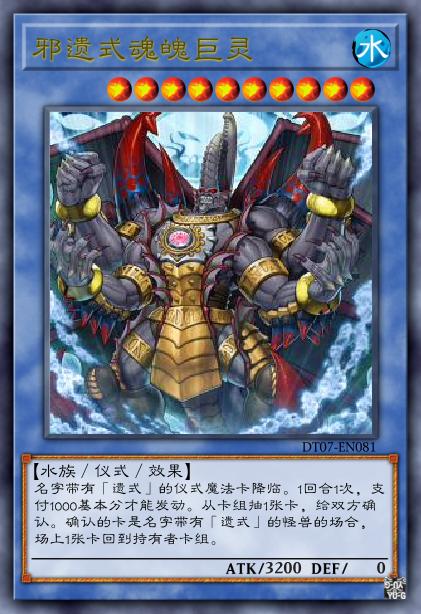 邪遗式魂魄巨灵
水
DT07-EN081
【水族／仪式／效果】
名字带有「遗式」的仪式魔法卡降临。1回合1次，支
付1000基本分才能发动。从卡组抽1张卡，给双方确
认。确认的卡是名字带有「遗式」的怪兽的场合，
场上1张卡回到持有者卡组。
ATK/3200 DEF/ 0